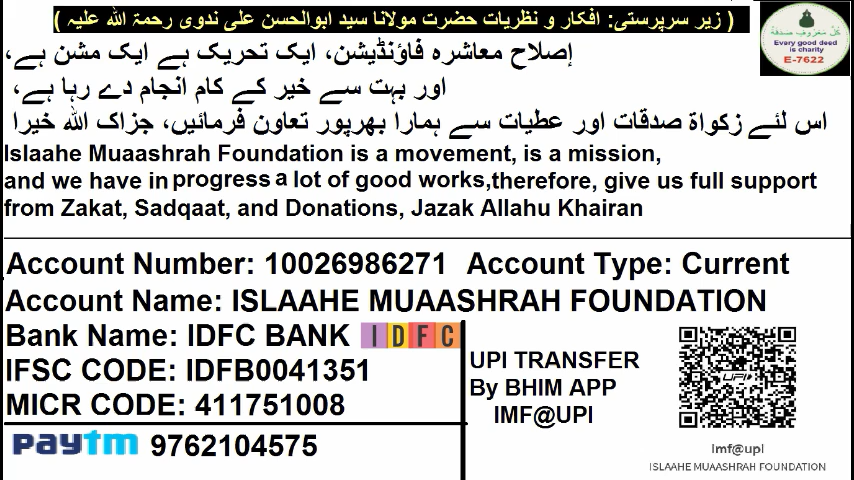 ( زیر سرپرستی: افکار و نظریات حضرت مولانا سید ابوالحسن علی ندوی رحمۃ اللہ علیہ )
كل معروف صدقة
Every good deed
is charity
E-7622
إصلاح معاشرہ فاؤنڈیشن، ایک تحریک ہے ایک مشن ہے،
اور بہت سے خیر کے کام انجام دے رہا ہے،
اس لئے زکواۃ صدقات اور عطیات سے ہمارا بھرپور تعاون فرمائیں، جزاک اللہ خیرا
Islaahe Muaashrah Foundation is a movement, is a mission,
and we have in progress a lot of good works,therefore, give us full support
from Zakat, Sadqaat, and Donations, Jazak Allahu Khairan
Account Number: 10026986271 Account Type: Current
Account Name: ISLAAHE MUAASHRAH FOUNDATION
Bank Name: IDFC BANK IDFC
IFSC CODE: IDFB0041351
MICR CODE: 411751008
paytm 9762104575
UPI TRANSFER
By BHIM APP
IMF@UPI
UPI
imf@upi
ISLAAHE MUAASHRAH FOUNDATION